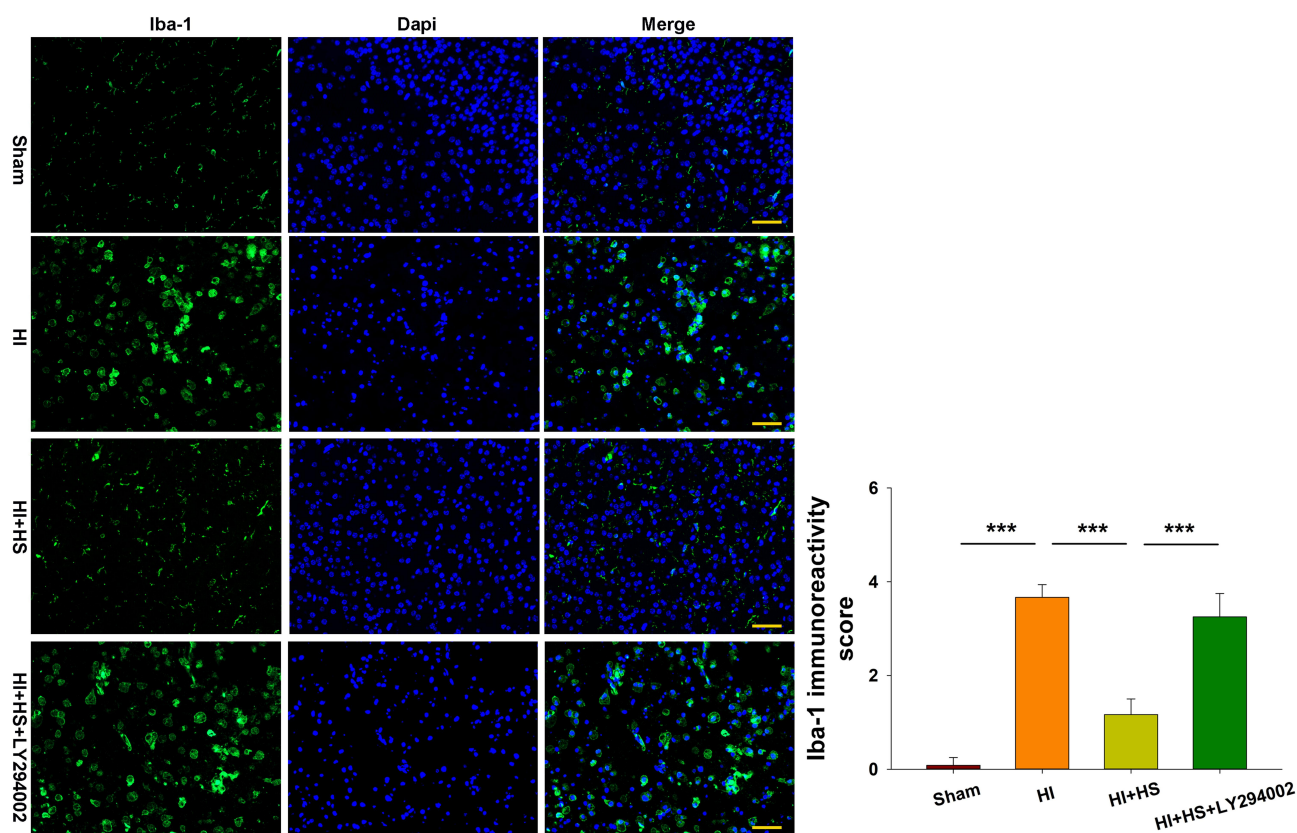 Iba-1 Dapi Merge
Sham
HI
HI+HS
HI+HS+LY294002
Iba-1 immunoreactivity
score
6
4
2
0
*** *** ***
Sham HI HI+HS HI+HS+LY294002